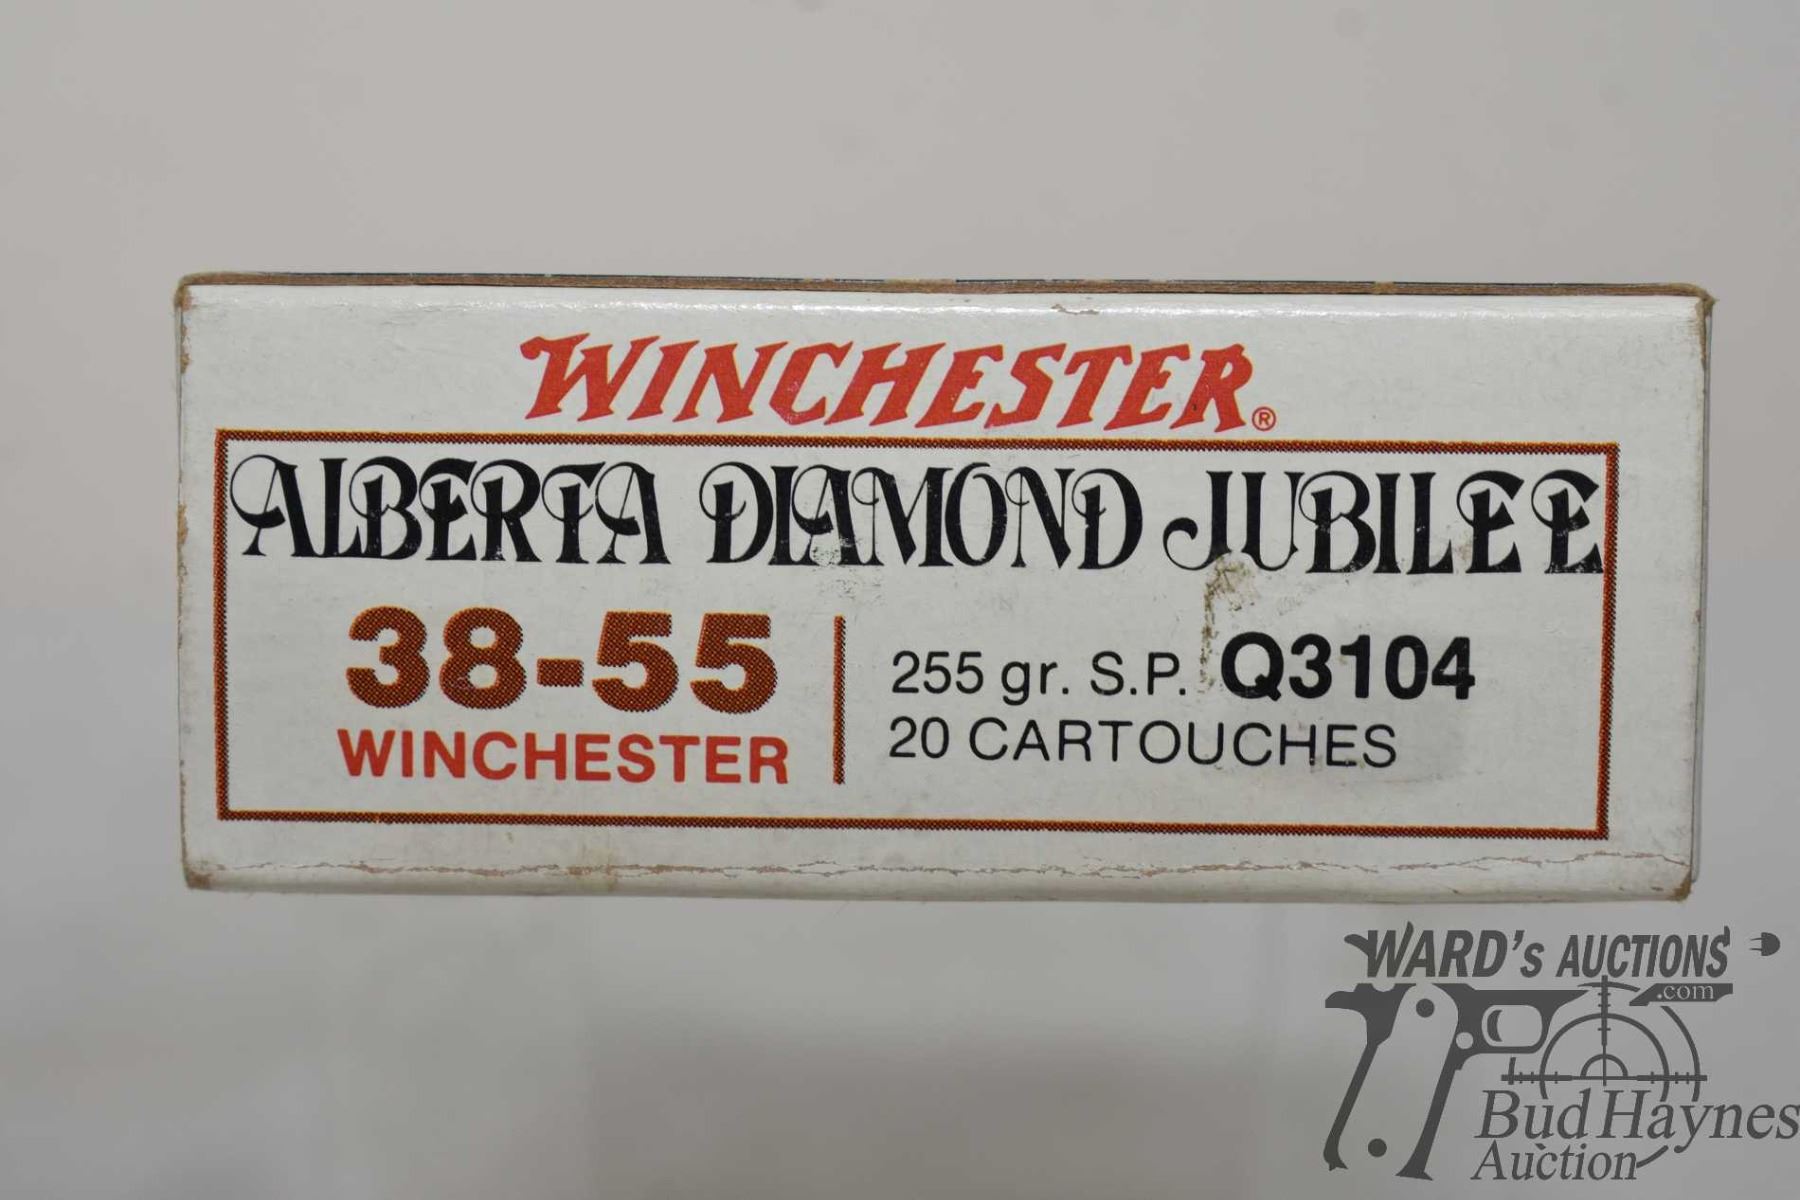 WINCHESTER®
ALBERTA DIAMOND JUBILEE
38-55
WINCHESTER
255 gr. S.P. Q3104
20 CARTOUCHES
WARD's AUCTIONS
.com
Bud Haynes
Auction